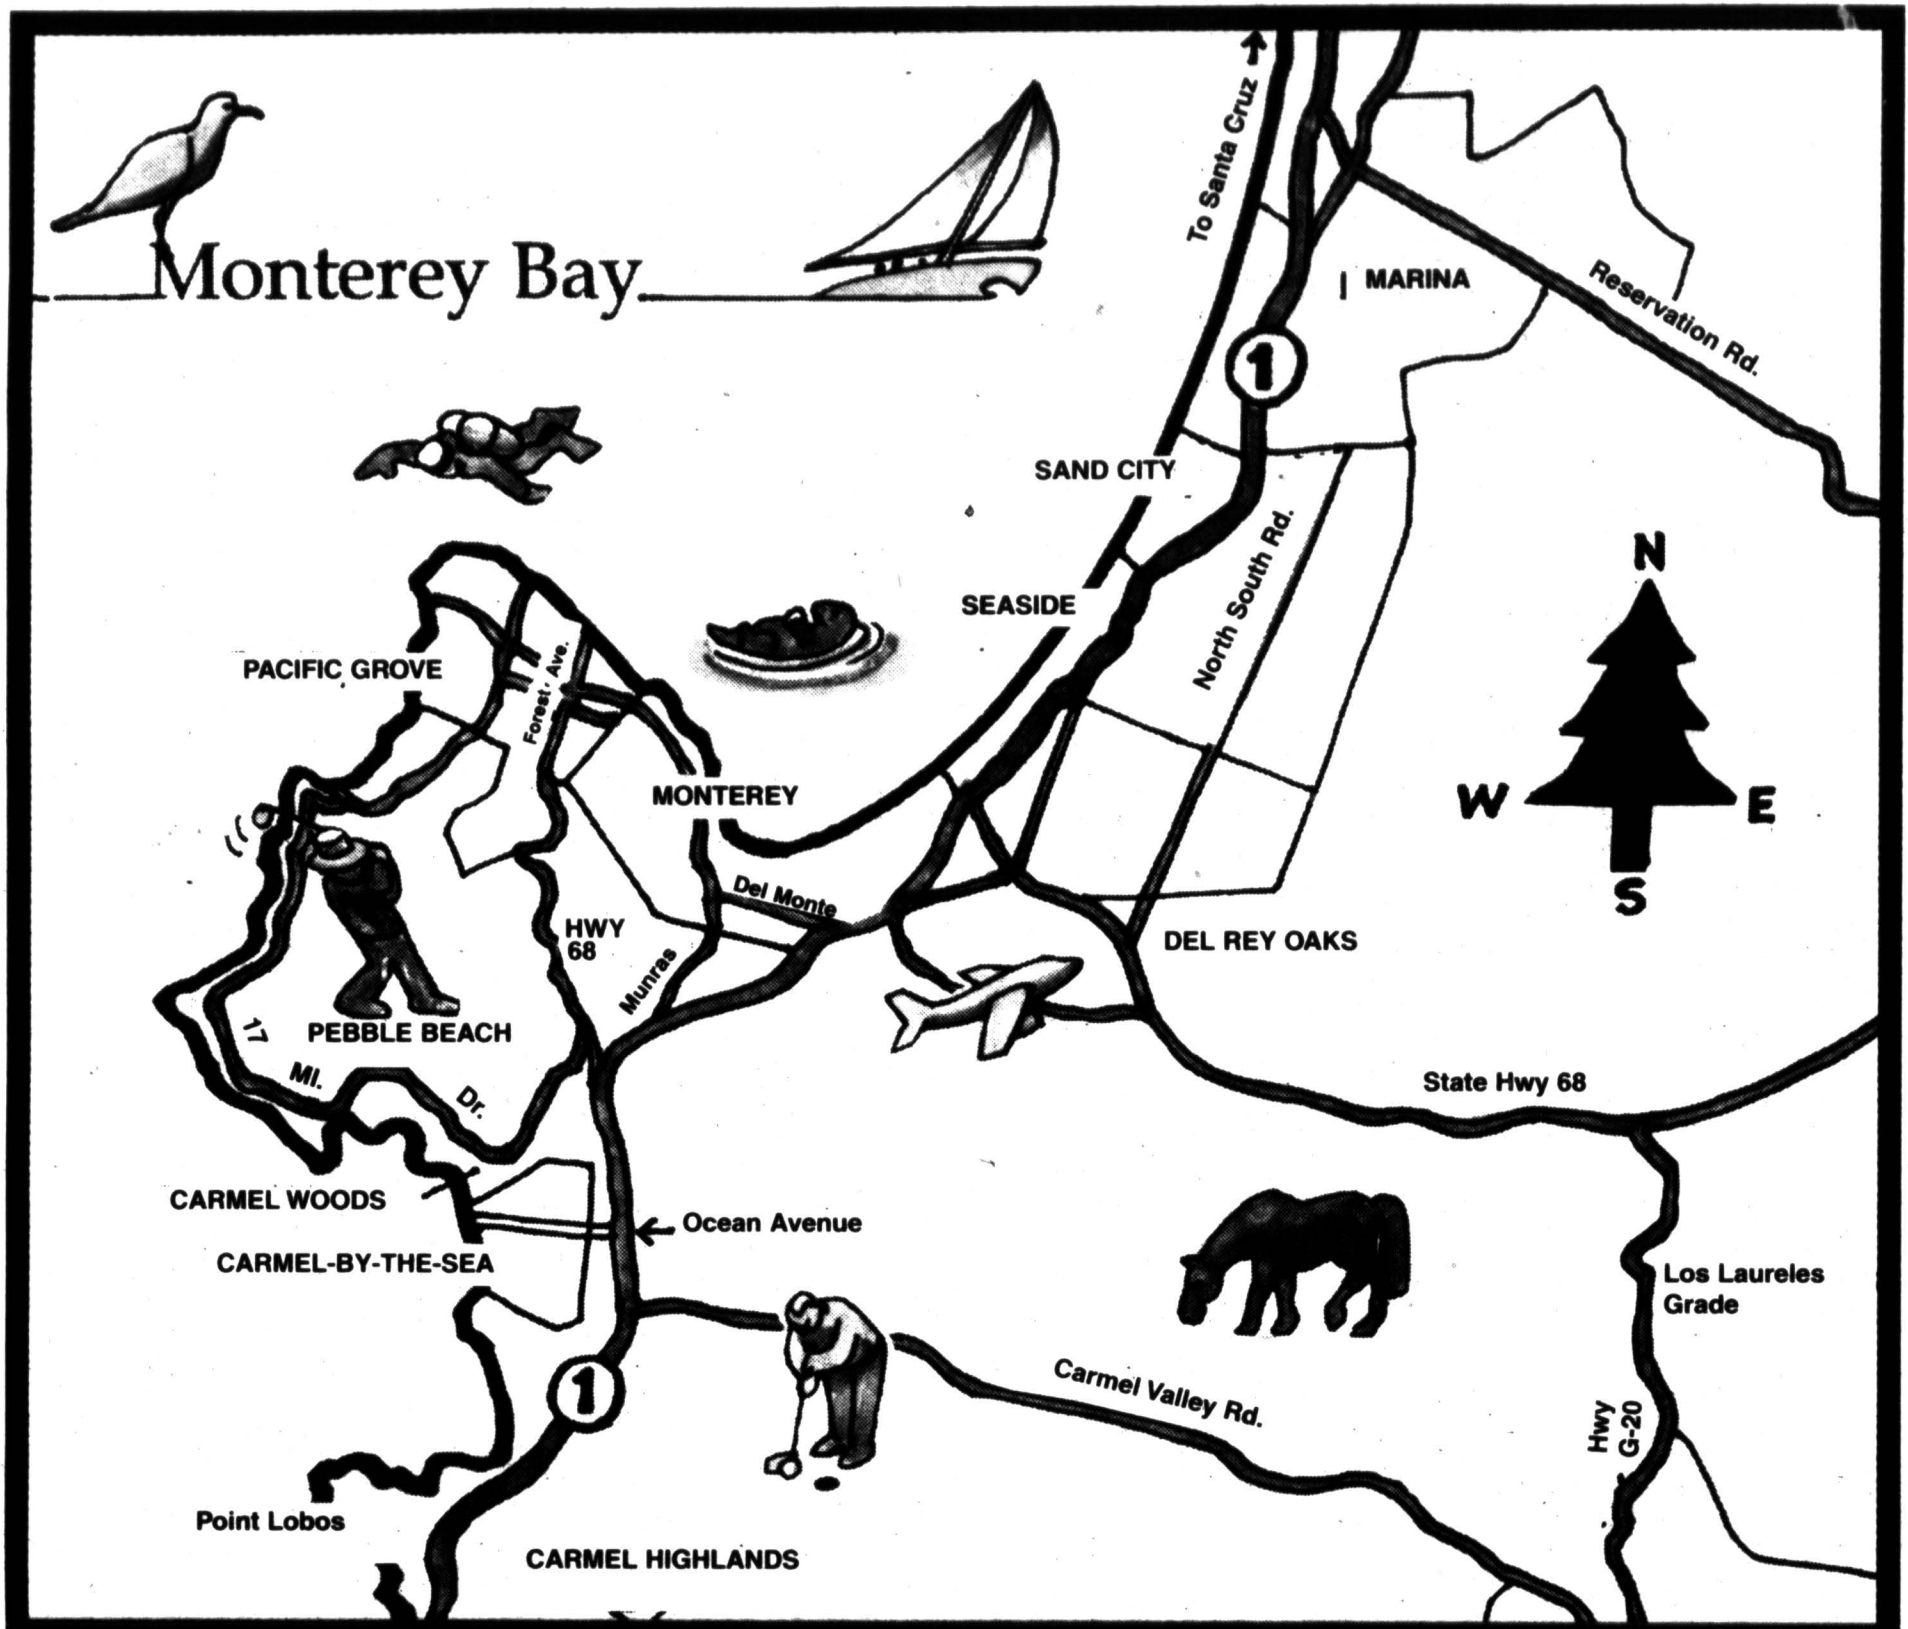 To Santa Cruz
Monterey Bay
MARINA
Reservation Rd.
1
SAND CITY
North South Rd.
N
SEASIDE
PACIFIC GROVE
Forest Ave.
MONTEREY
W
E
S
Del Monte
HWY
68
DEL REY OAKS
Munras
17
MI.
Dr.
PEBBLE BEACH
State Hwy 68
CARMEL WOODS
Ocean Avenue
CARMEL-BY-THE-SEA
Los Laureles
Grade
1
Carmel Valley Rd.
Hwy
G-20
Point Lobos
CARMEL HIGHLANDS